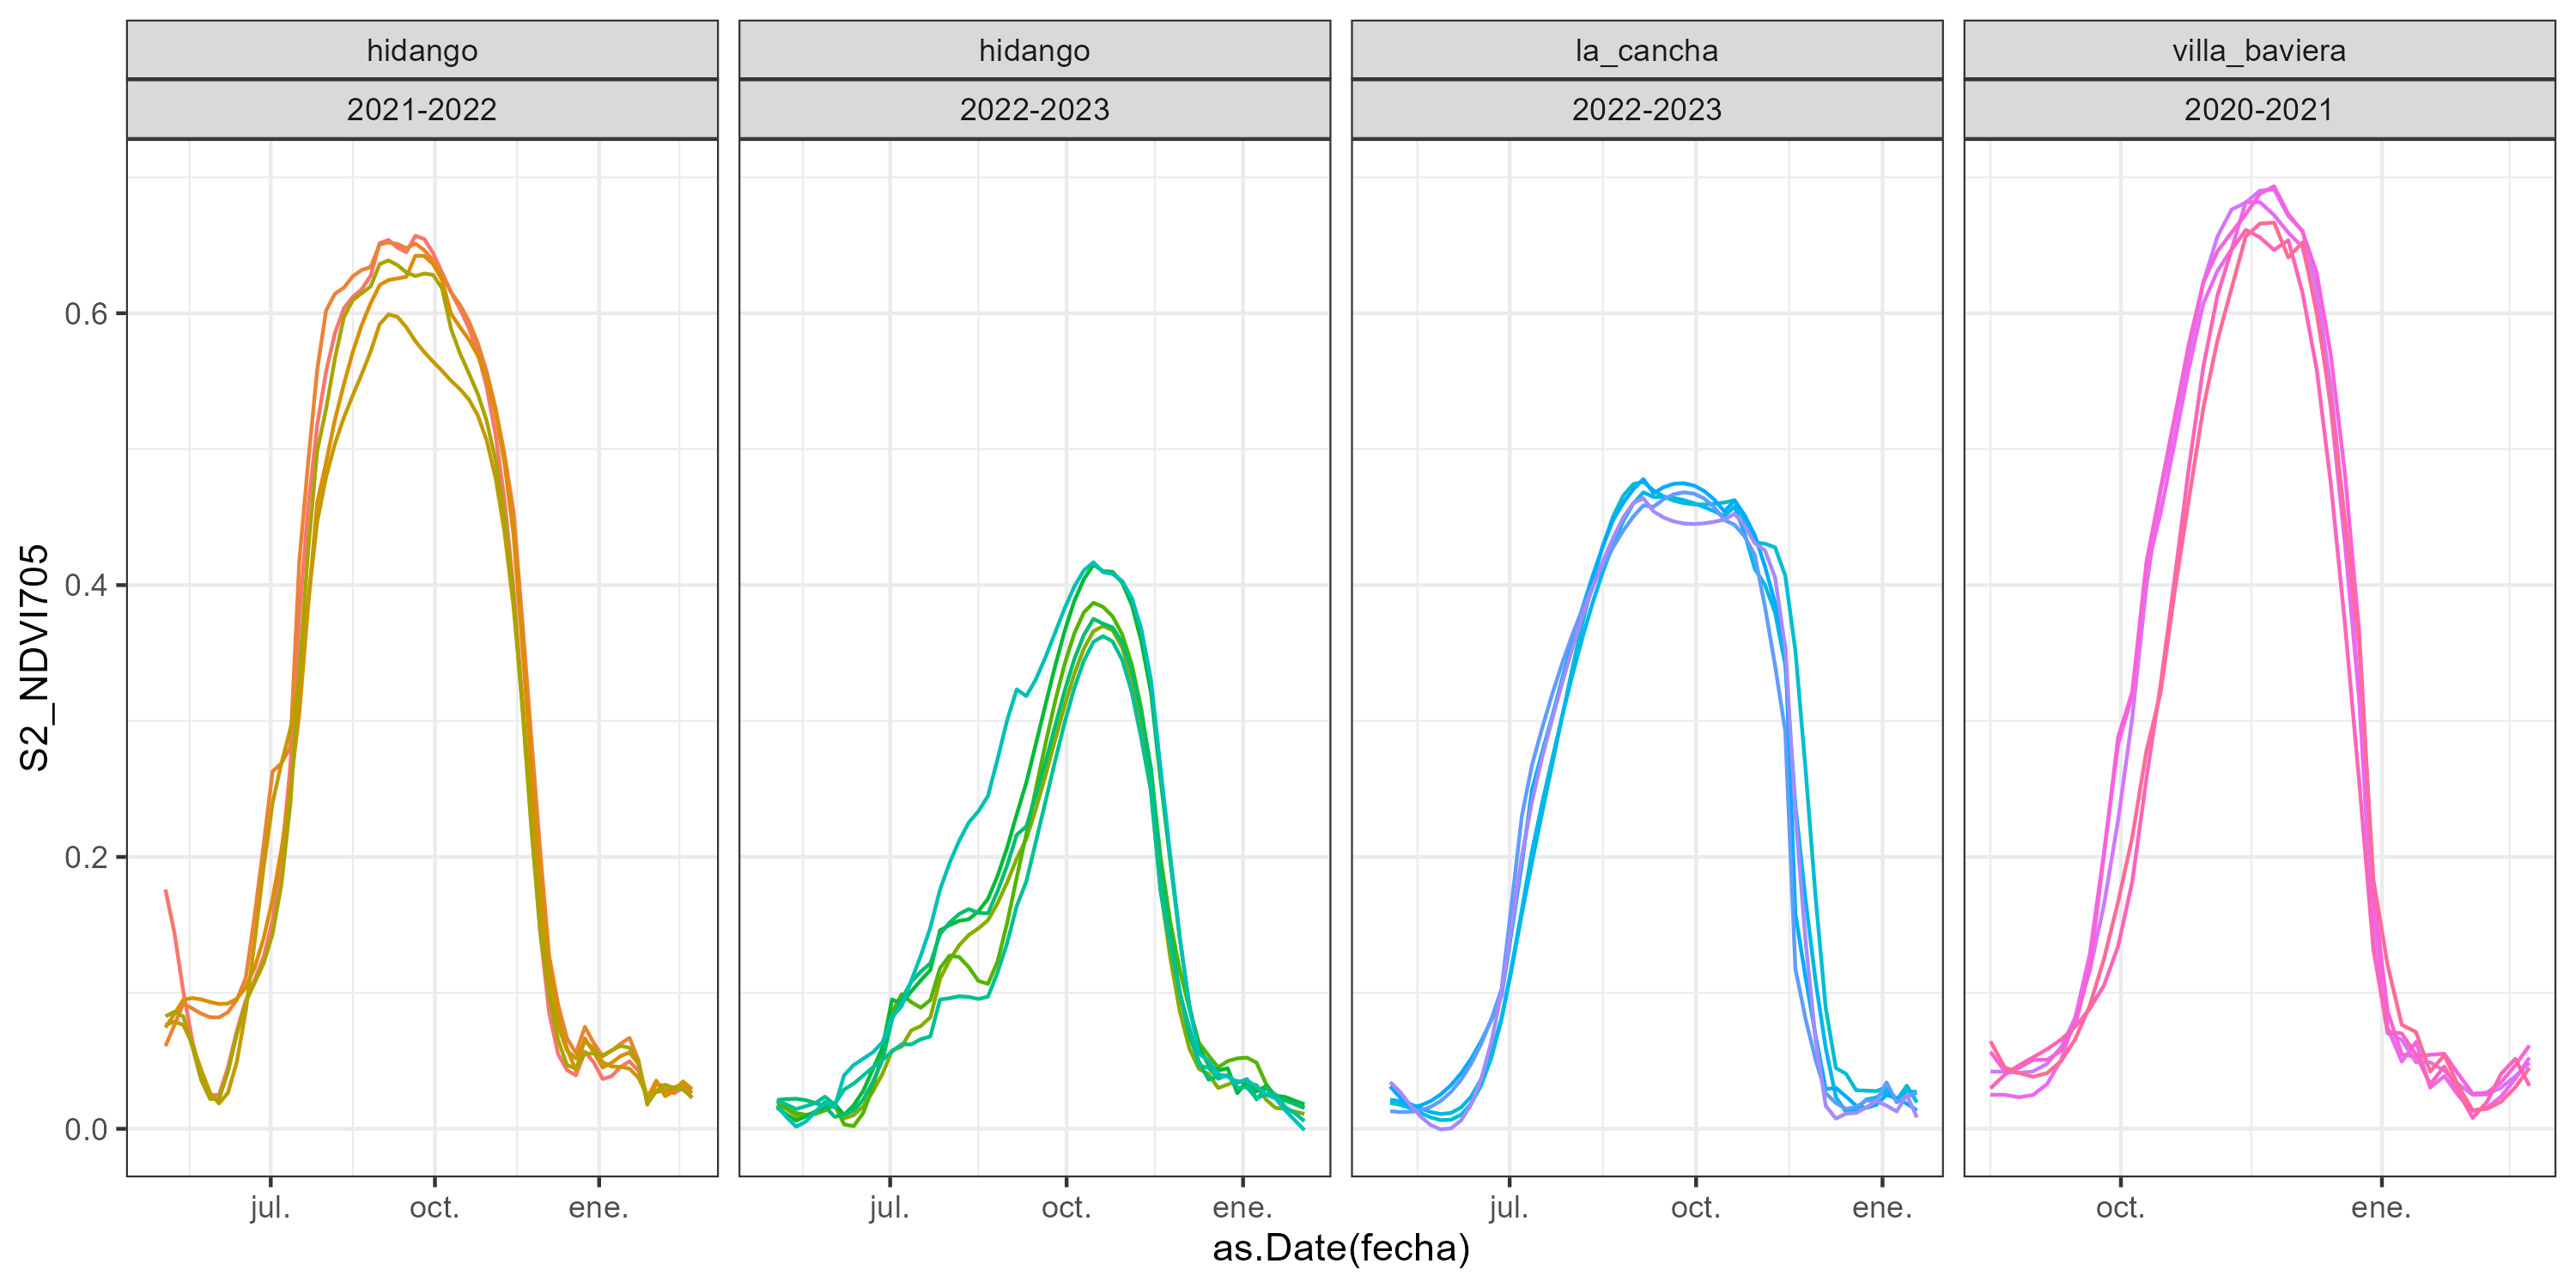 hidango
hidango
la_cancha
villa_baviera
2021-2022
2022-2023
2022-2023
2020-2021
S2_NDVI705
0.6
0.4
0.2
0.0
jul.
oct.
ene.
jul.
oct.
ene.
jul.
oct.
ene.
oct.
ene.
as.Date(fecha)